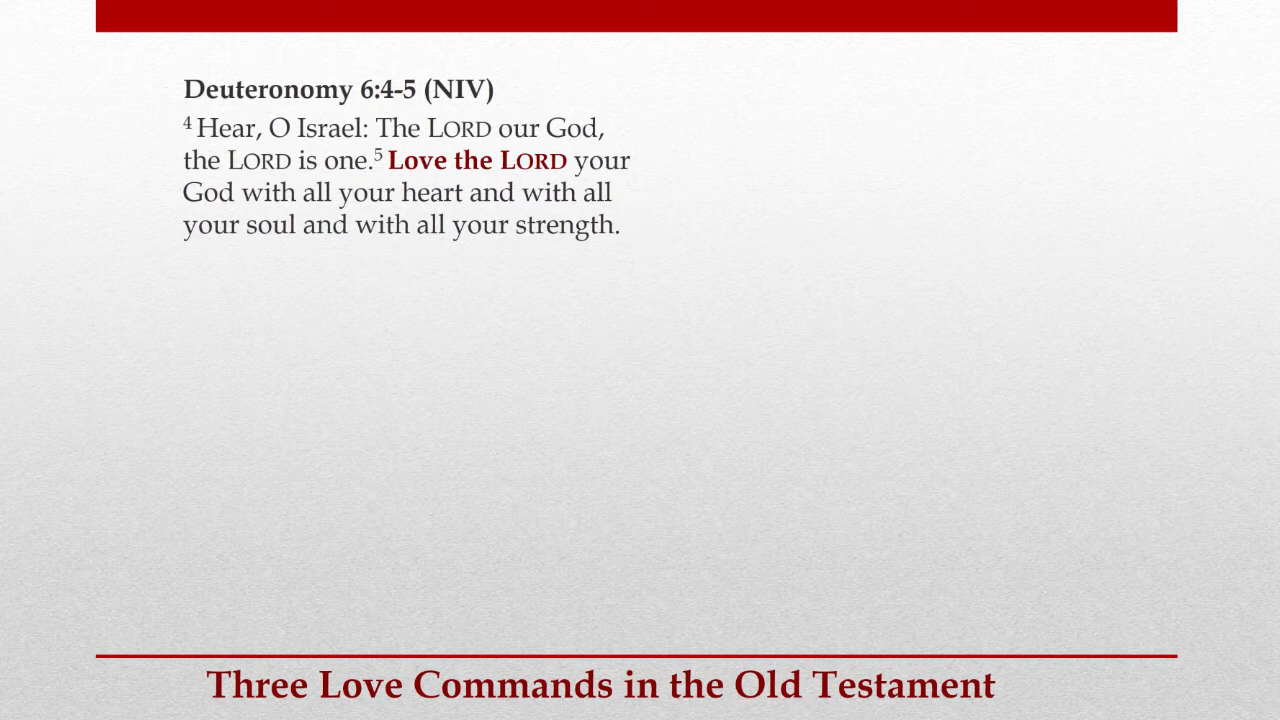 Deuteronomy 6:4-5 (NIV)
4 Hear, O Israel: The LORD our God,
the LORD is one.5 Love the LORD your
God with all your heart and with all
your soul and with all your strength.
Three Love Commands in the Old Testament